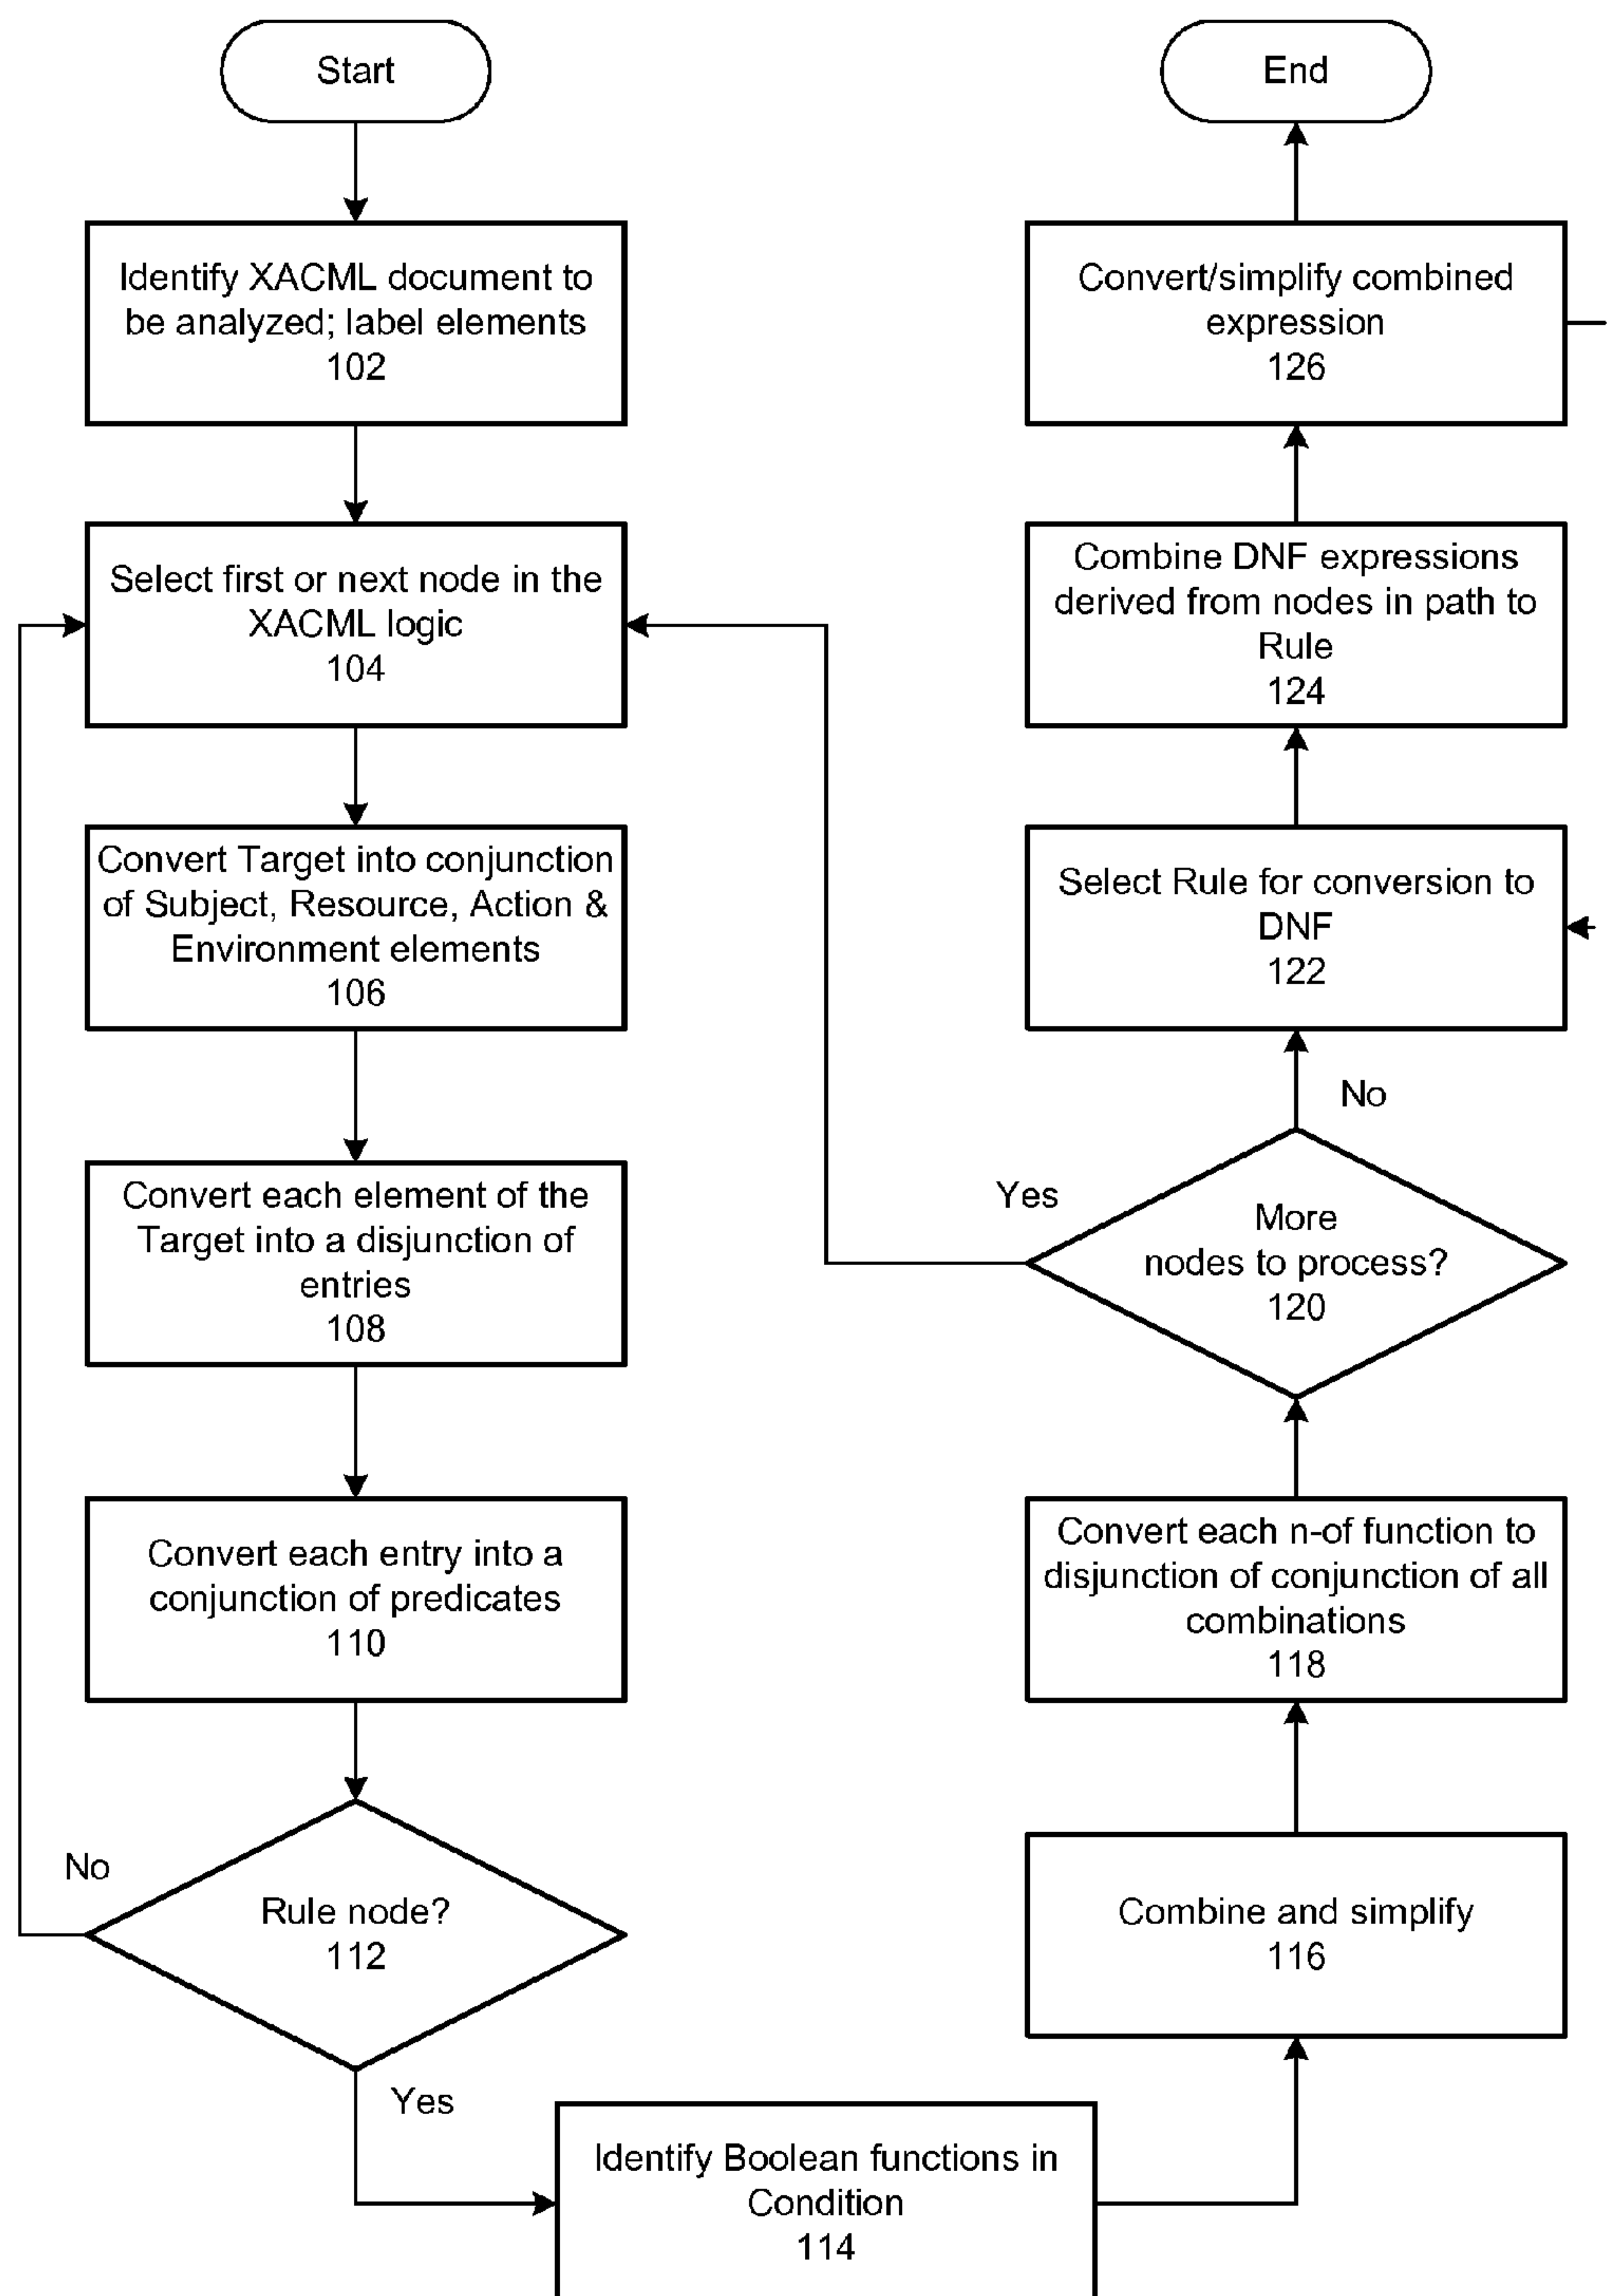 Start
Identify XACML document to
be analyzed; label elements
102
Select first or next node in the
XACML logic
104
Convert Target into conjunction
of Subject, Resource, Action &
Environment elements
106
Convert each element of the
Target into a disjunction of
entries
108
Convert each entry into a
conjunction of predicates
110
No
Rule node?
112
Yes
Identify Boolean functions in
Condition
114
Combine and simplify
116
Convert each n-of function to
disjunction of conjunction of all
combinations
118
Yes
More
nodes to process?
120
No
Select Rule for conversion to
DNF
122
Combine DNF expressions
derived from nodes in path to
Rule
124
Convert/simplify combined
expression
126
End